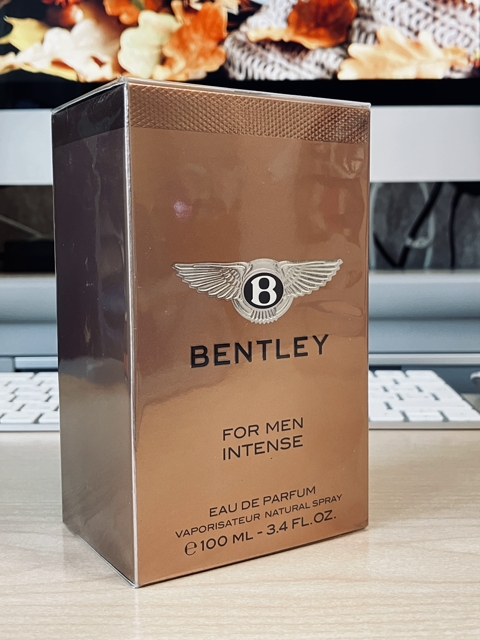 B
BENTLEY
FOR MEN
INTENSE
EAU DE PARFUM
VAPORISATEUR NATURAL SPRAY
℮ 100 ML - 3.4 FL.OZ.